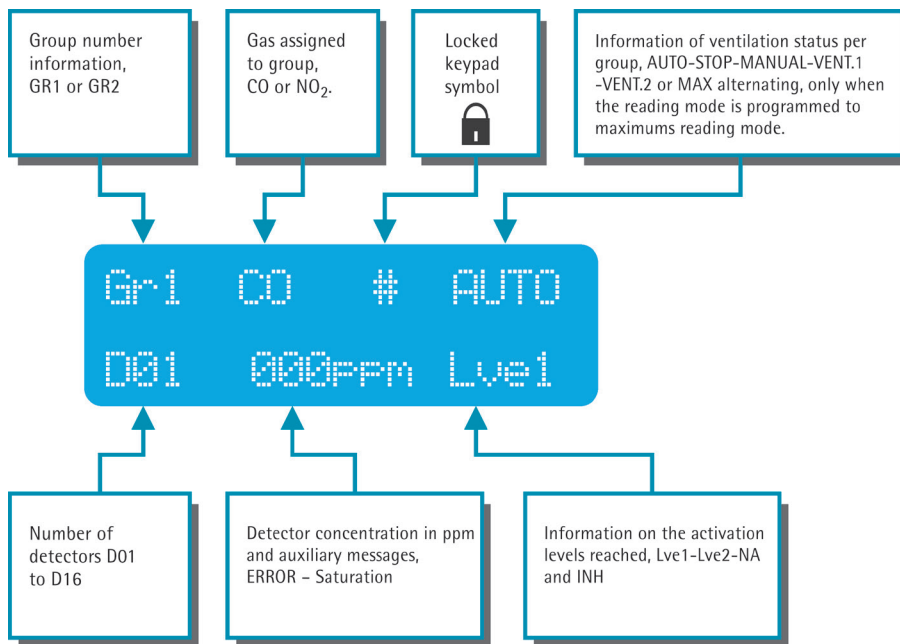 Group number
information,
GR1 or GR2
Gas assigned
to group,
CO or NO₂.
Locked
keypad
symbol
Information of ventilation status per
group, AUTO-STOP-MANUAL-VENT.1
-VENT.2 or MAX alternating, only when
the reading mode is programmed to
maximums reading mode.
Gr1 CO # AUTO
D01 000ppm Lve1
Number of
detectors D01
to D16
Detector concentration in ppm
and auxiliary messages,
ERROR – Saturation
Information on the activation
levels reached, Lve1-Lve2-NA
and INH